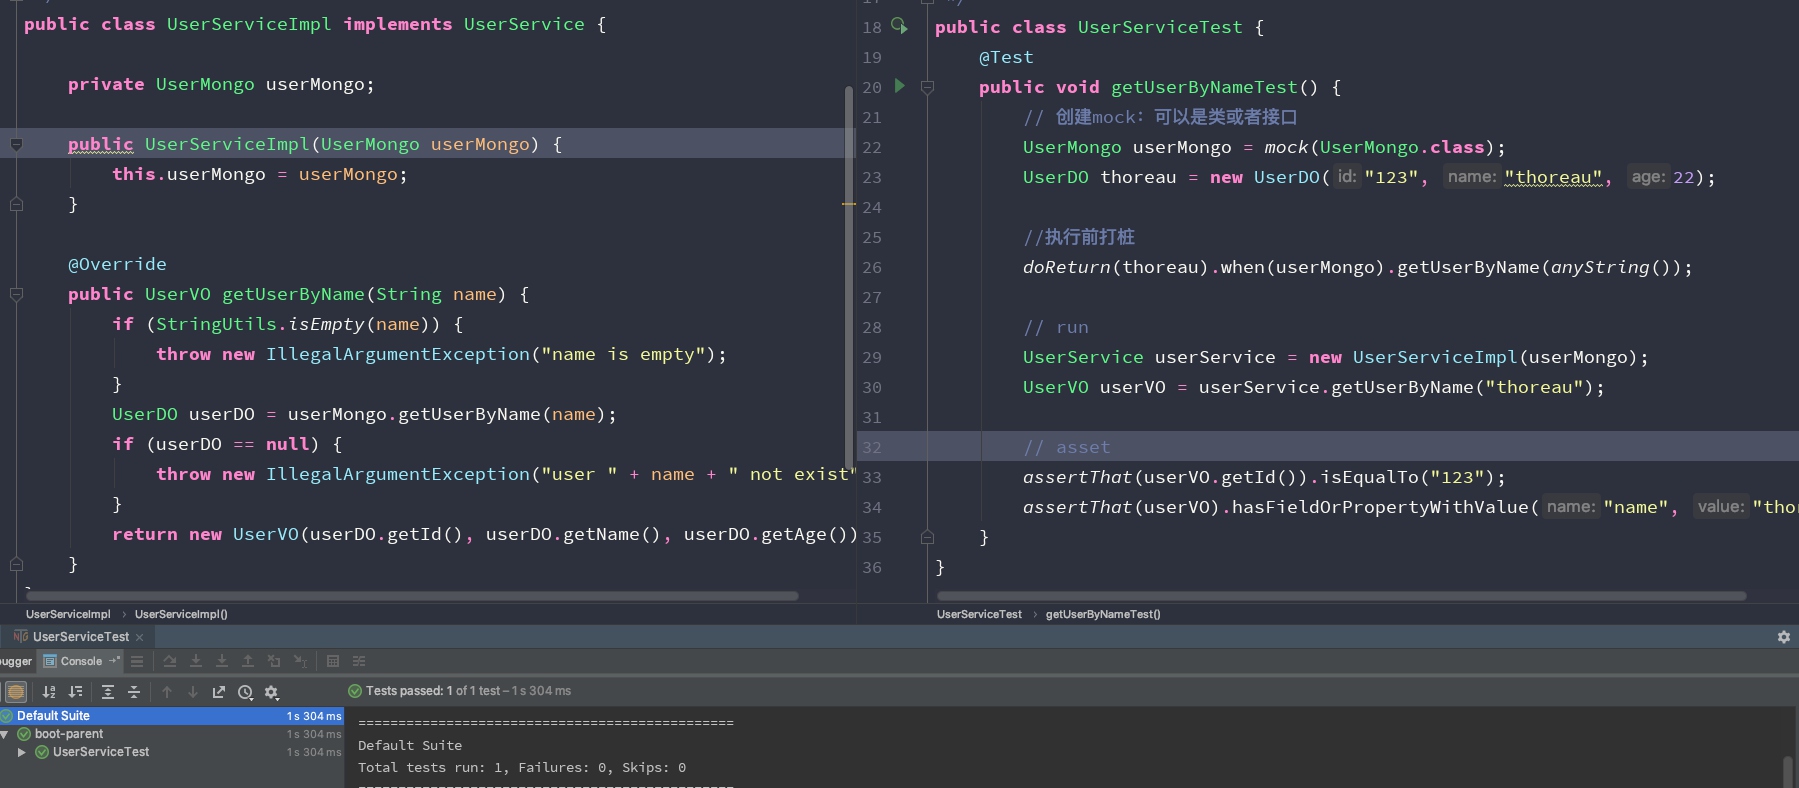 public class UserServiceImpl implements UserService {
private UserMongo userMongo;
public UserServiceImpl(UserMongo userMongo) {
this.userMongo = userMongo;
}
@Override
public UserVO getUserByName(String name) {
if (StringUtils.isEmpty(name)) {
throw new IllegalArgumentException("name is empty");
}
UserDO userDO = userMongo.getUserByName(name);
if (userDO == null) {
throw new IllegalArgumentException("user " + name + " not exist"
}
return new UserVO(userDO.getId(), userDO.getName(), userDO.getAge())
}
UserServiceImpl › UserServiceImpl()
18 public class UserServiceTest {
19 @Test
20 public void getUserByNameTest() {
21 // 创建mock: 可以是类或者接口
22 UserMongo userMongo = mock(UserMongo.class);
23 UserDO thoreau = new UserDO( id: "123", name: "thoreau", age: 22);
24
25 //执行前打桩
26 doReturn(thoreau).when(userMongo).getUserByName(anyString());
27
28 // run
29 UserService userService = new UserServiceImpl(userMongo);
30 UserVO userVO = userService.getUserByName("thoreau");
31
32 // asset
33 assertThat(userVO.getId()).isEqualTo("123");
34 assertThat(userVO).hasFieldOrPropertyWithValue( name: "name", value: "tho
35 }
36 }
UserServiceTest › getUserByNameTest()
UserServiceTest ×
ugger Console
Tests passed: 1 of 1 test – 1 s 304 ms
Default Suite 1 s 304 ms
boot-parent 1 s 304 ms
UserServiceTest 1 s 304 ms
===============================================
Default Suite
Total tests run: 1, Failures: 0, Skips: 0
===============================================